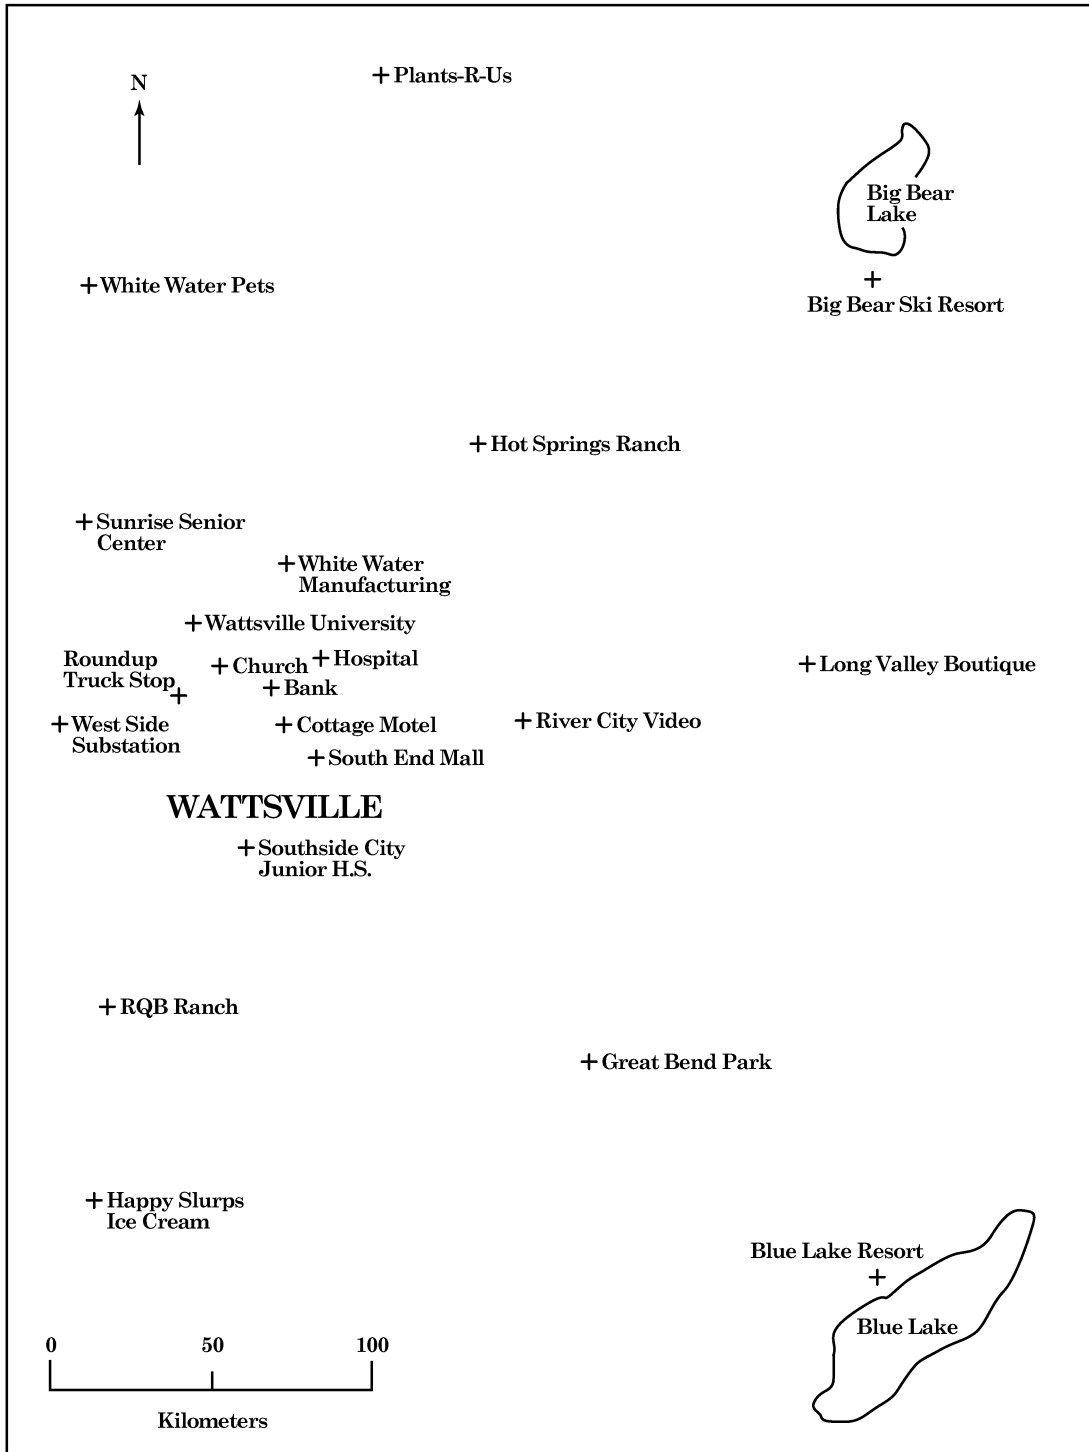 Plants-R-Us
N
Big Bear
Lake
White Water Pets
Big Bear Ski Resort
Hot Springs Ranch
Sunrise Senior
Center
White Water
Manufacturing
Wattsville University
Roundup
Truck Stop
Church
Hospital
Long Valley Boutique
Bank
West Side
Substation
Cottage Motel
River City Video
South End Mall
WATTSVILLE
Southside City
Junior H.S.
RQB Ranch
Great Bend Park
Happy Slurps
Ice Cream
Blue Lake Resort
Blue Lake
0 50 100
Kilometers